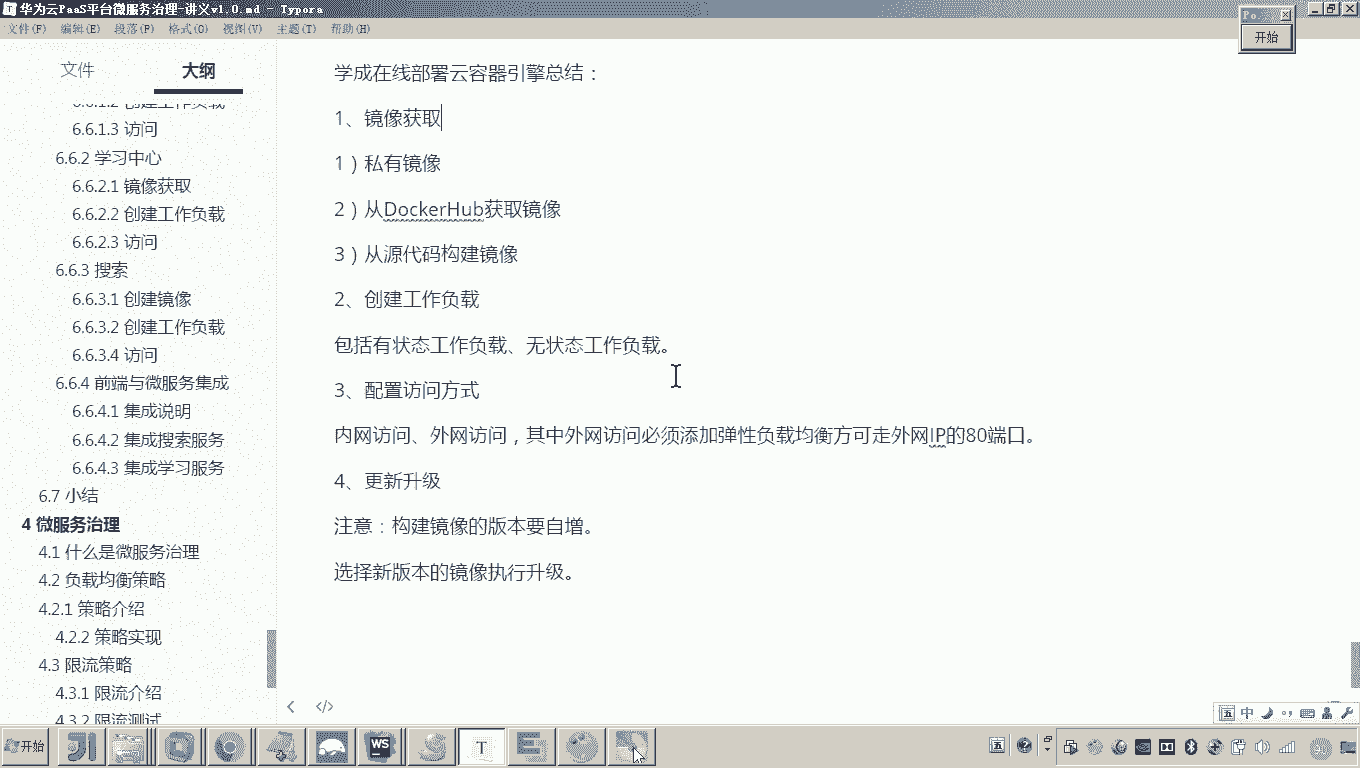 华为云PaaS平台微服务治理-讲义v1.0.md - Typora
文件(F) 编辑(E) 段落(P) 格式(O) 视图(V) 主题(T) 帮助(H)
开始
文件 大纲
6.6.1.2 创建工作负载
6.6.1.3 访问
6.6.2 学习中心
6.6.2.1 镜像获取
6.6.2.2 创建工作负载
6.6.2.3 访问
6.6.3 搜索
6.6.3.1 创建镜像
6.6.3.2 创建工作负载
6.6.3.4 访问
6.6.4 前端与微服务集成
6.6.4.1 集成说明
6.6.4.2 集成搜索服务
6.6.4.3 集成学习服务
6.7 小结
4 微服务治理
4.1 什么是微服务治理
4.2 负载均衡策略
4.2.1 策略介绍
4.2.2 策略实现
4.3 限流策略
4.3.1 限流介绍
4.3.2 限流测试
学成在线部署云容器引擎总结：
1、镜像获取
1）私有镜像
2）从DockerHub获取镜像
3）从源代码构建镜像
2、创建工作负载
包括有状态工作负载、无状态工作负载。
3、配置访问方式
内网访问、外网访问，其中外网访问必须添加弹性负载均衡方可走外网IP的80端口。
4、更新升级
注意：构建镜像的版本要自增。
选择新版本的镜像执行升级。
五 中
开始 WS T 五